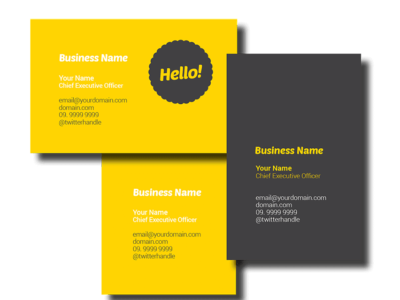 Business Name
Your Name
Chief Executive Officer
email@yourdomain.com
domain.com
09. 9999 9999
@twitterhandle
Hello!
Business Name
Your Name
Chief Executive Officer
email@yourdomain.com
domain.com
09. 9999 9999
@twitterhandle
Business Name
Your Name
Chief Executive Officer
email@yourdomain.com
domain.com
09. 9999 9999
@twitterhandle